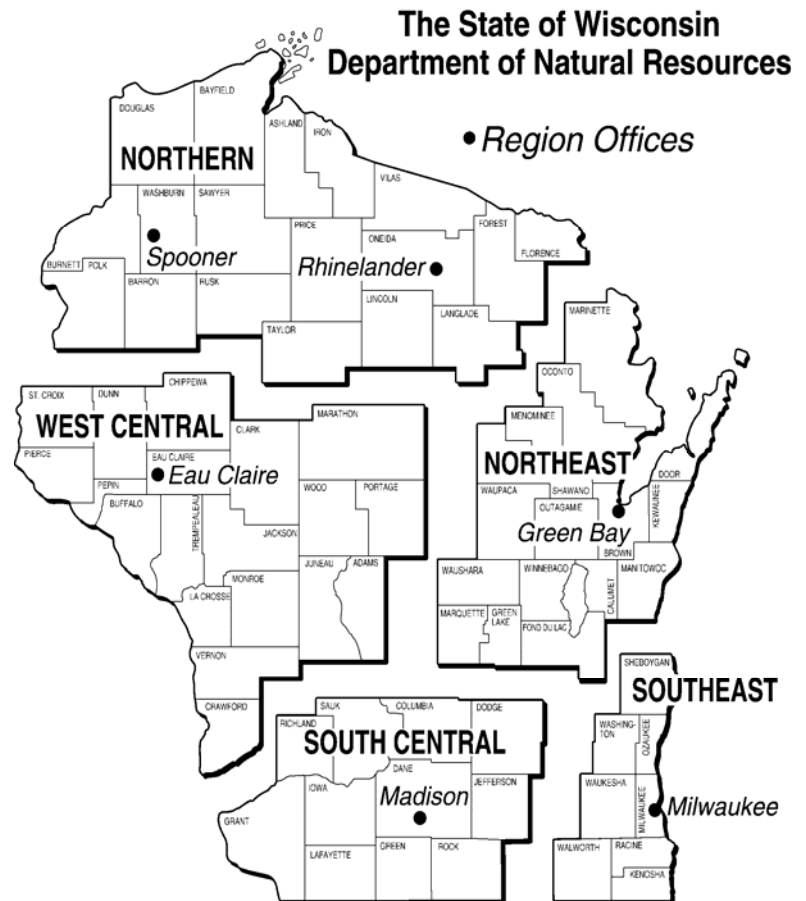 The State of Wisconsin
Department of Natural Resources
Region Offices
NORTHERN
DOUGLAS
BAYFIELD
ASHLAND
IRON
VILAS
WASHBURN
SAWYER
PRICE
ONEIDA
FOREST
FLORENCE
Spooner
Rhinelander
BURNETT
POLK
BARRON
RUSK
LINCOLN
LANGLADE
TAYLOR
WEST CENTRAL
ST. CROIX
DUNN
CHIPPEWA
CLARK
MARATHON
PIERCE
EAU CLAIRE
Eau Claire
PEPIN
BUFFALO
TREMPEALEAU
WOOD
PORTAGE
JACKSON
JUNEAU
ADAMS
MONROE
LA CROSSE
VERNON
CRAWFORD
NORTHEAST
MARINETTE
OCONTO
MENOMINEE
DOOR
WAUPACA
SHAWANO
OUTAGAMIE
KEWAUNEE
Green Bay
BROWN
WAUSHARA
WINNEBAGO
CALUMET
MANITOWOC
MARQUETTE
GREEN
LAKE
FOND DU LAC
SOUTH CENTRAL
SAUK
COLUMBIA
DODGE
RICHLAND
DANE
JEFFERSON
IOWA
Madison
GRANT
LAFAYETTE
GREEN
ROCK
SOUTHEAST
SHEBOYGAN
WASHING-
TON
OZAUKEE
WAUKESHA
MILWAUKEE
Milwaukee
WALWORTH
RACINE
KENOSHA